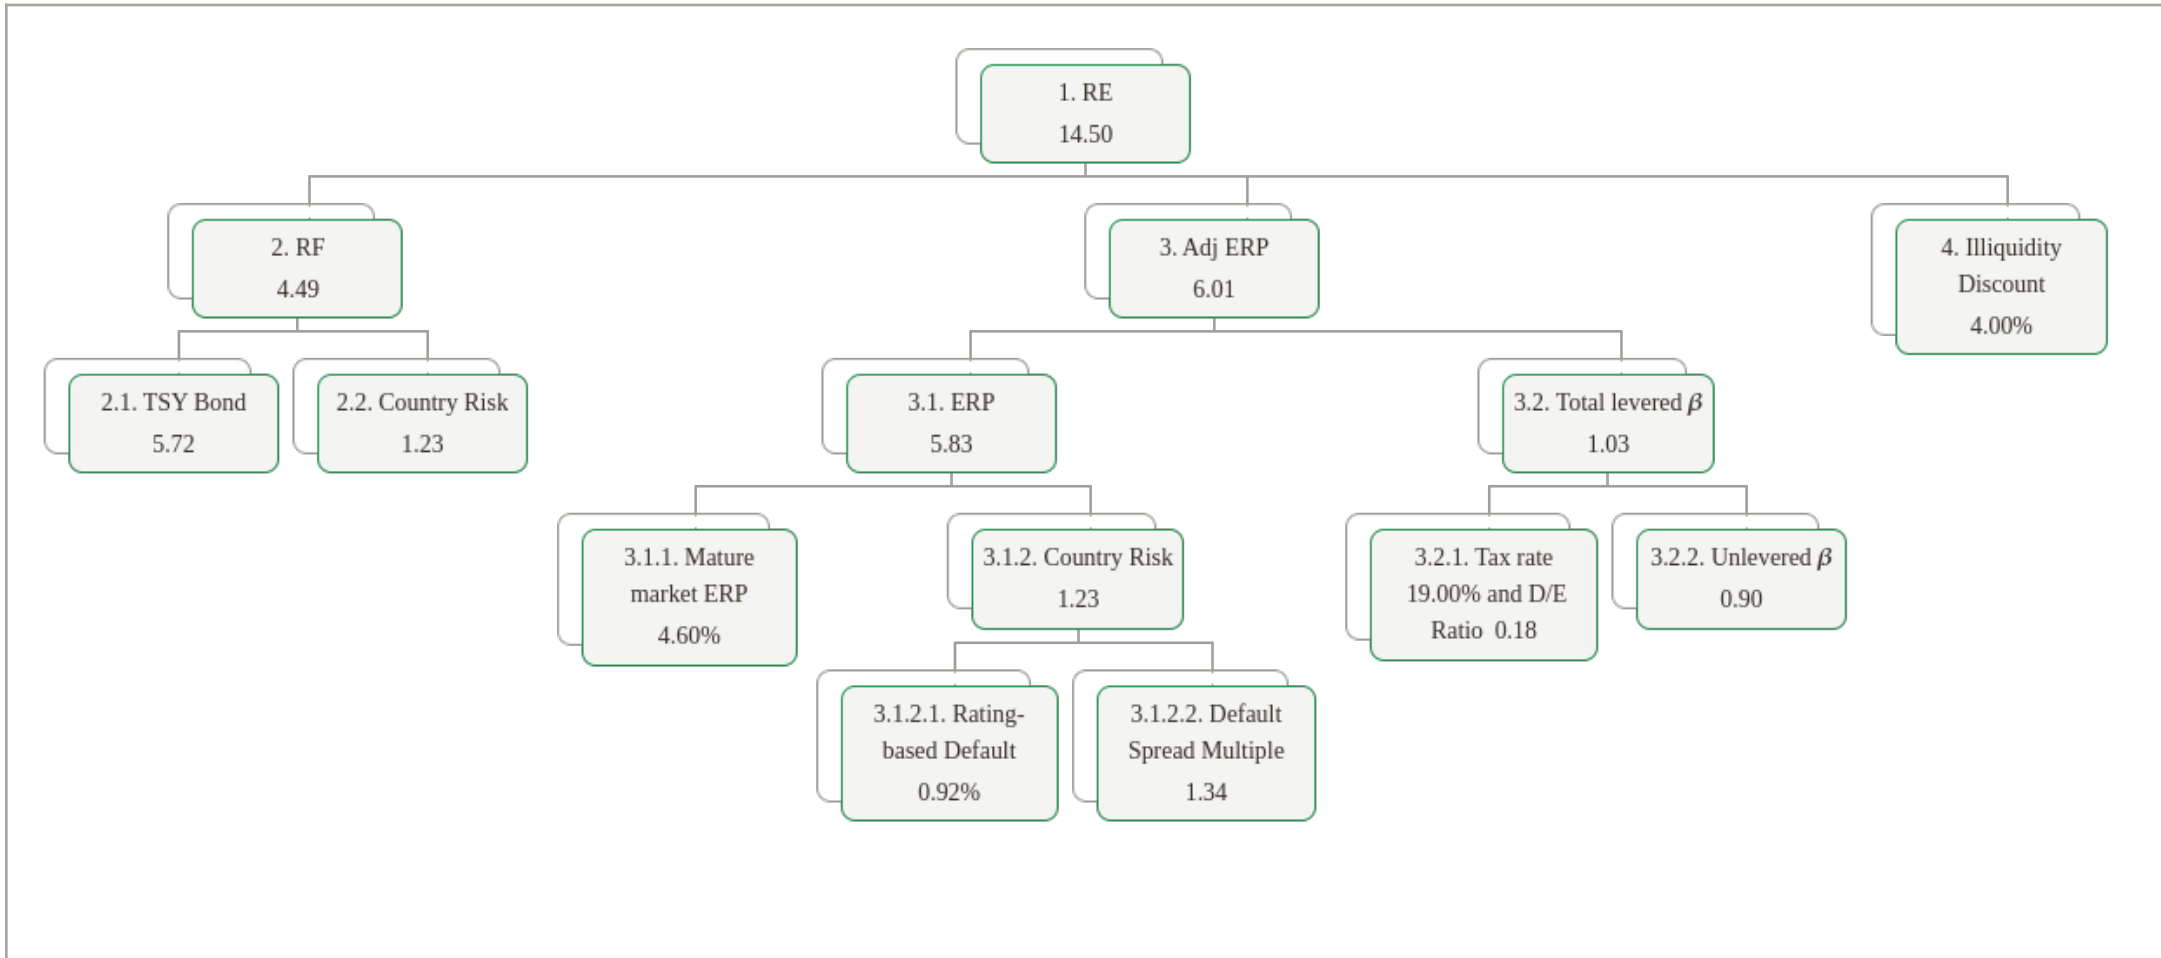 1. RE
14.50
2. RF
4.49
3. Adj ERP
6.01
4. Illiquidity
Discount
4.00%
2.1. TSY Bond
5.72
2.2. Country Risk
1.23
3.1. ERP
5.83
3.2. Total levered β
1.03
3.1.1. Mature
market ERP
4.60%
3.1.2. Country Risk
1.23
3.2.1. Tax rate
19.00% and D/E
Ratio 0.18
3.2.2. Unlevered β
0.90
3.1.2.1. Rating-
based Default
0.92%
3.1.2.2. Default
Spread Multiple
1.34